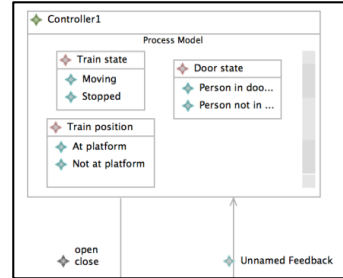 Controller1
Process Model
Train state
Moving
Stopped
Door state
Person in doo...
Person not in ...
Train position
At platform
Not at platform
open
close
Unnamed Feedback